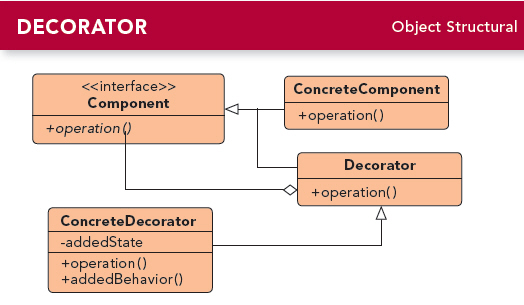 DECORATOR
Object Structural
<<interface>>
Component
+operation()
ConcreteComponent
+operation()
Decorator
+operation()
ConcreteDecorator
-addedState
+operation()
+addedBehavior()